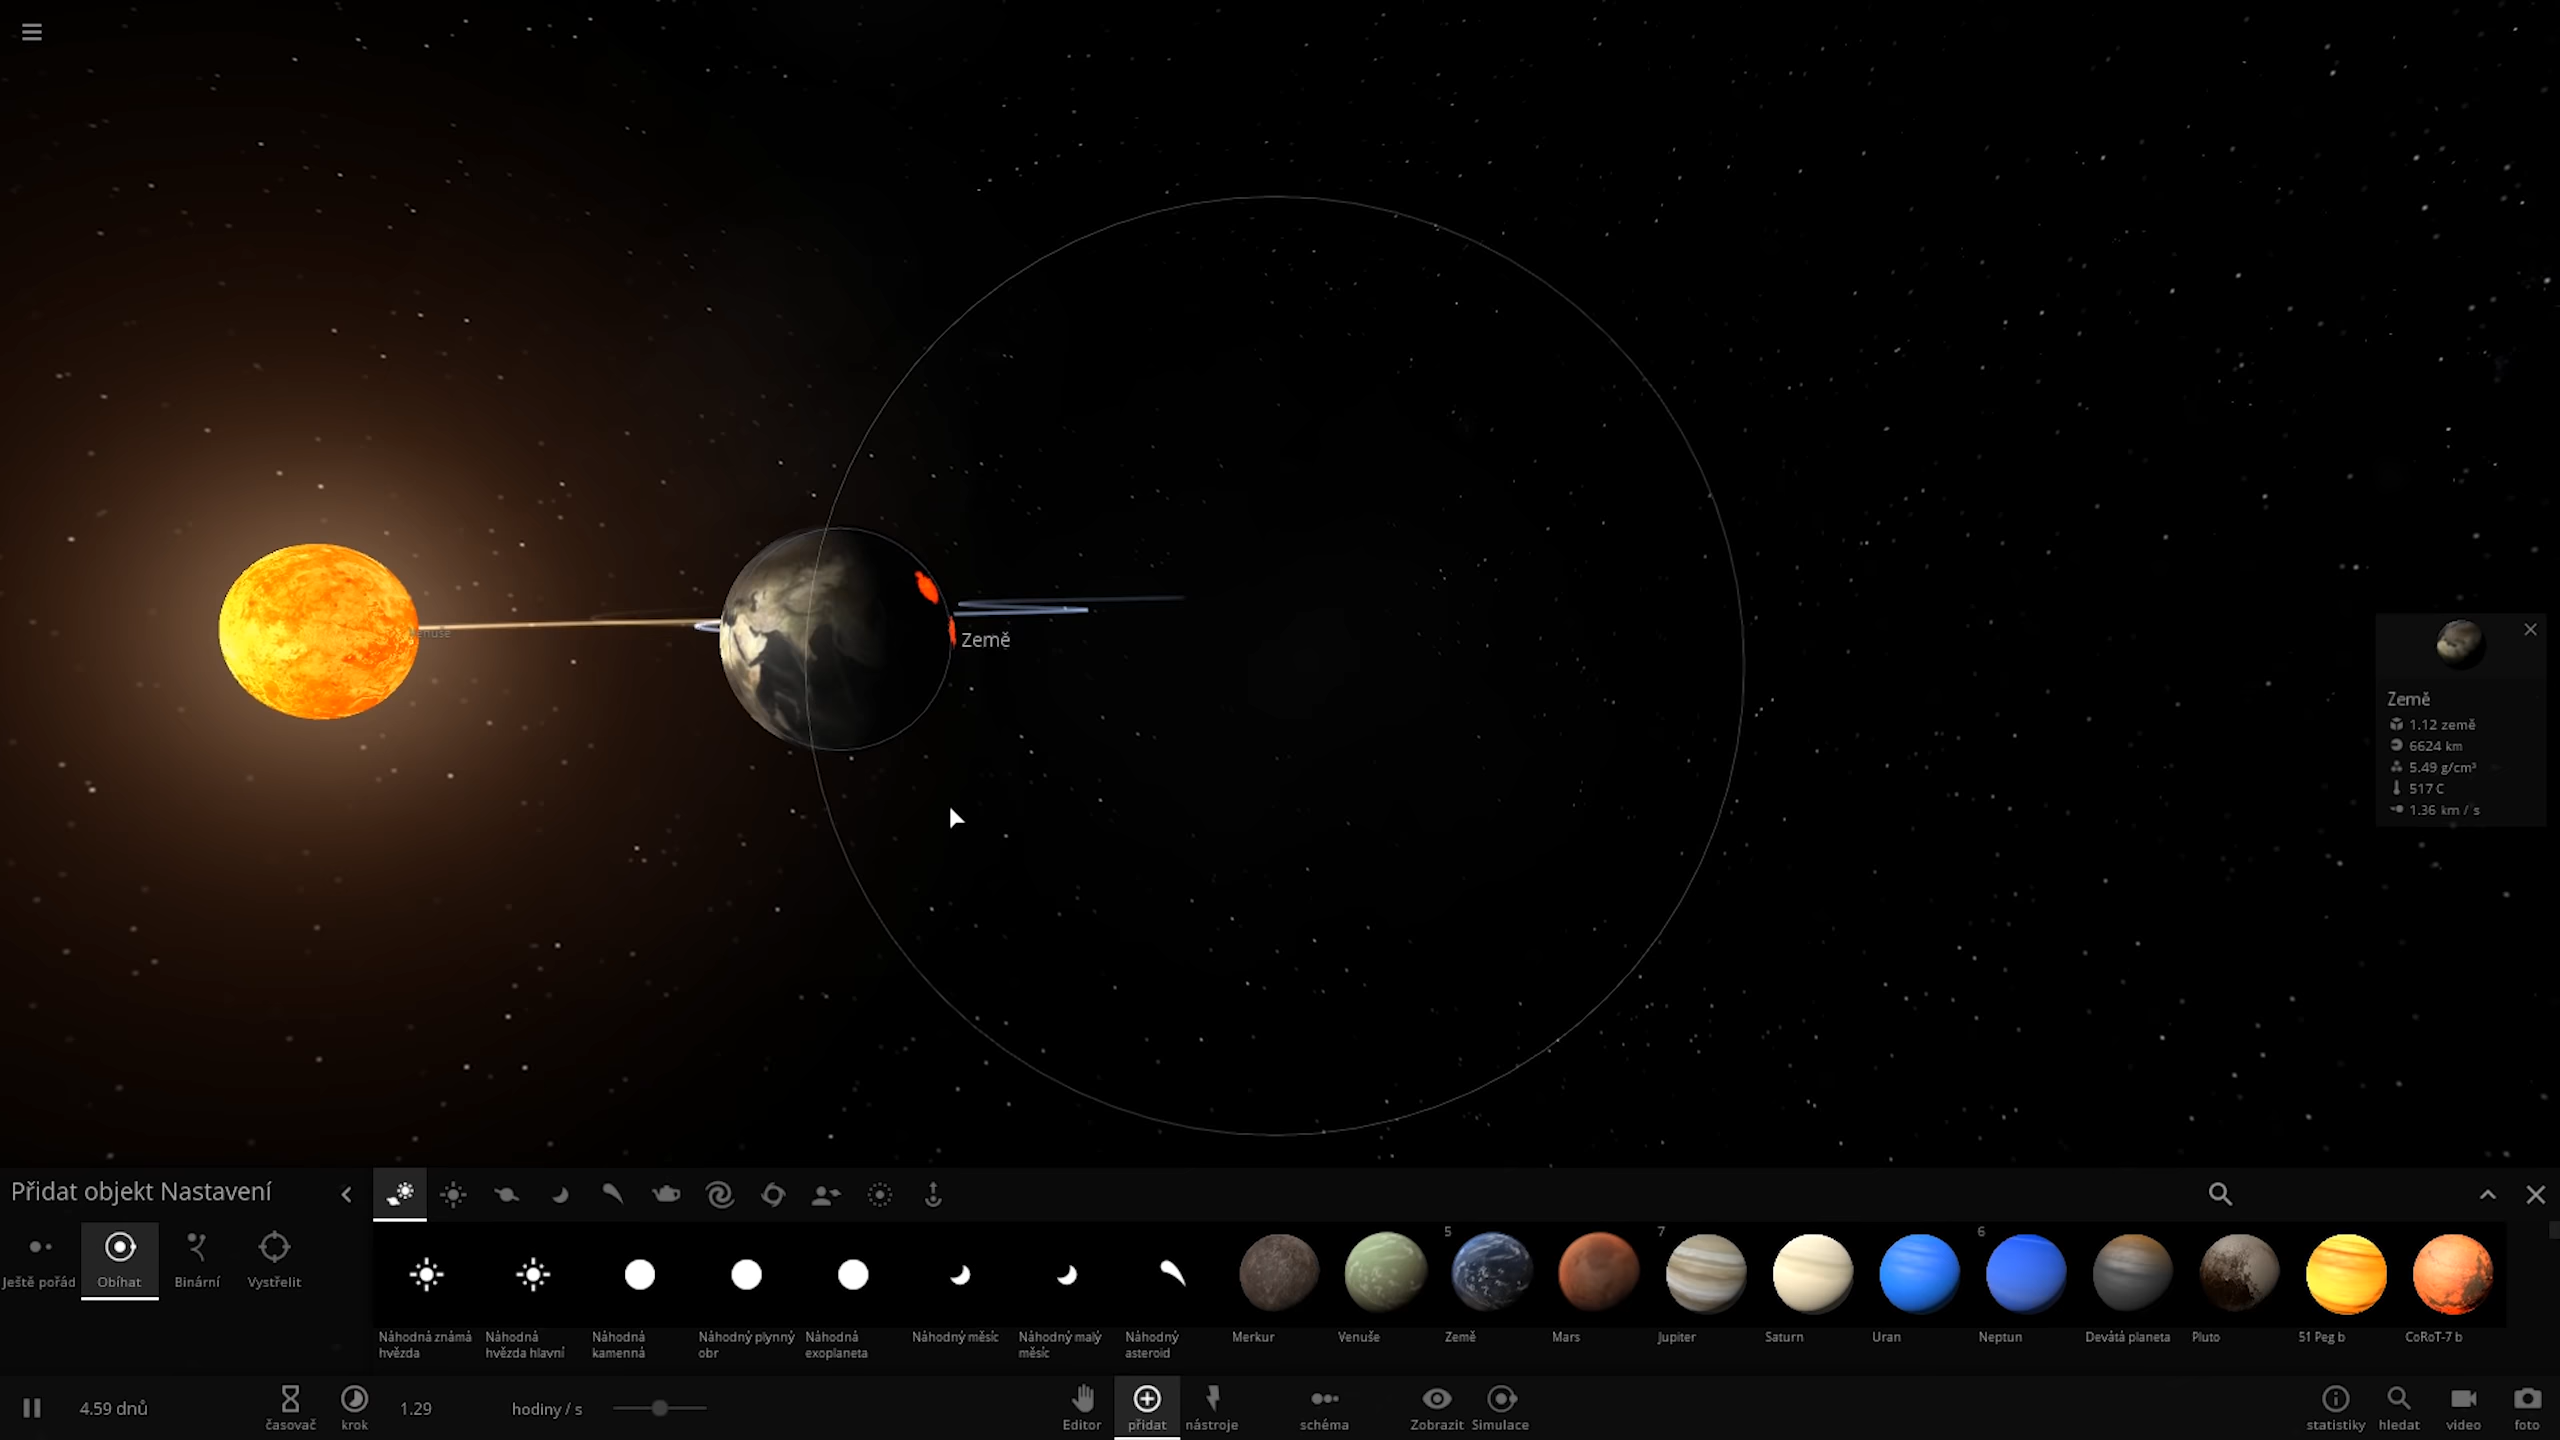 Venuše
Země
Země
1.12 země
6624 km
5.49 g/cm³
517 C
1.36 km / s
Přidat objekt Nastavení
Ještě pořád
Obíhat
Binární
Vystřelit
5
7
6
Náhodná známá hvězda
Náhodná hvězda hlavní
Náhodná kamenná
Náhodný plynný obr
Náhodná exoplaneta
Náhodný měsíc
Náhodný malý měsíc
Náhodný asteroid
Merkur
Venuše
Země
Mars
Jupiter
Saturn
Uran
Neptun
Devátá planeta
Pluto
51 Peg b
CoRoT-7 b
4.59 dnů
časovač
krok
1.29
hodiny / s
Editor
přidat
nástroje
schéma
Zobrazit
Simulace
statistiky
hledat
video
foto